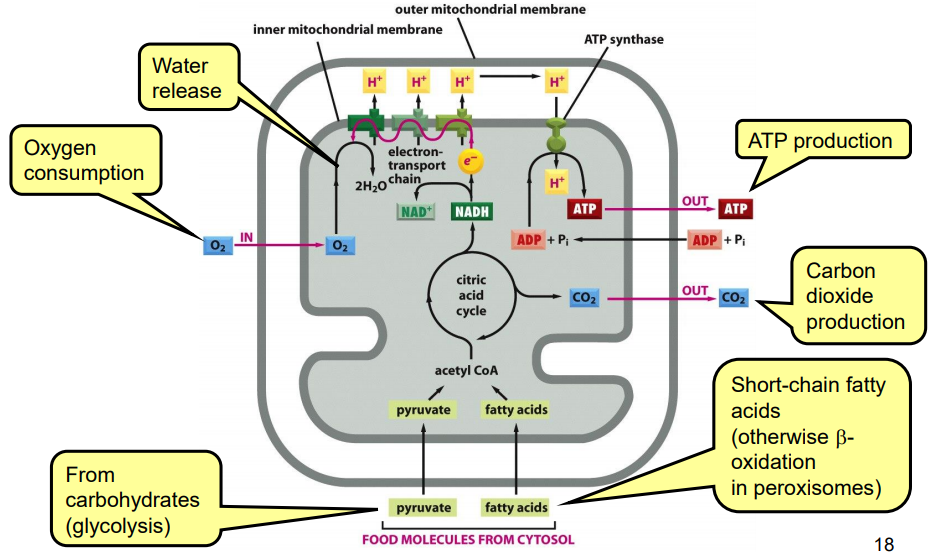 outer mitochondrial membrane
inner mitochondrial membrane
ATP synthase
Water
release
H⁺
H⁺
H⁺
H⁺
Oxygen
consumption
ATP production
electron-
transport
chain
e⁻
2H₂O
H⁺
NAD⁺
NADH
ATP
OUT
ATP
O₂
IN
O₂
ADP + Pᵢ
ADP + Pᵢ
citric
acid
cycle
CO₂
OUT
CO₂
Carbon
dioxide
production
acetyl CoA
Short-chain fatty
acids
(otherwise β-
oxidation
in peroxisomes)
pyruvate
fatty acids
From
carbohydrates
(glycolysis)
pyruvate
fatty acids
FOOD MOLECULES FROM CYTOSOL
18